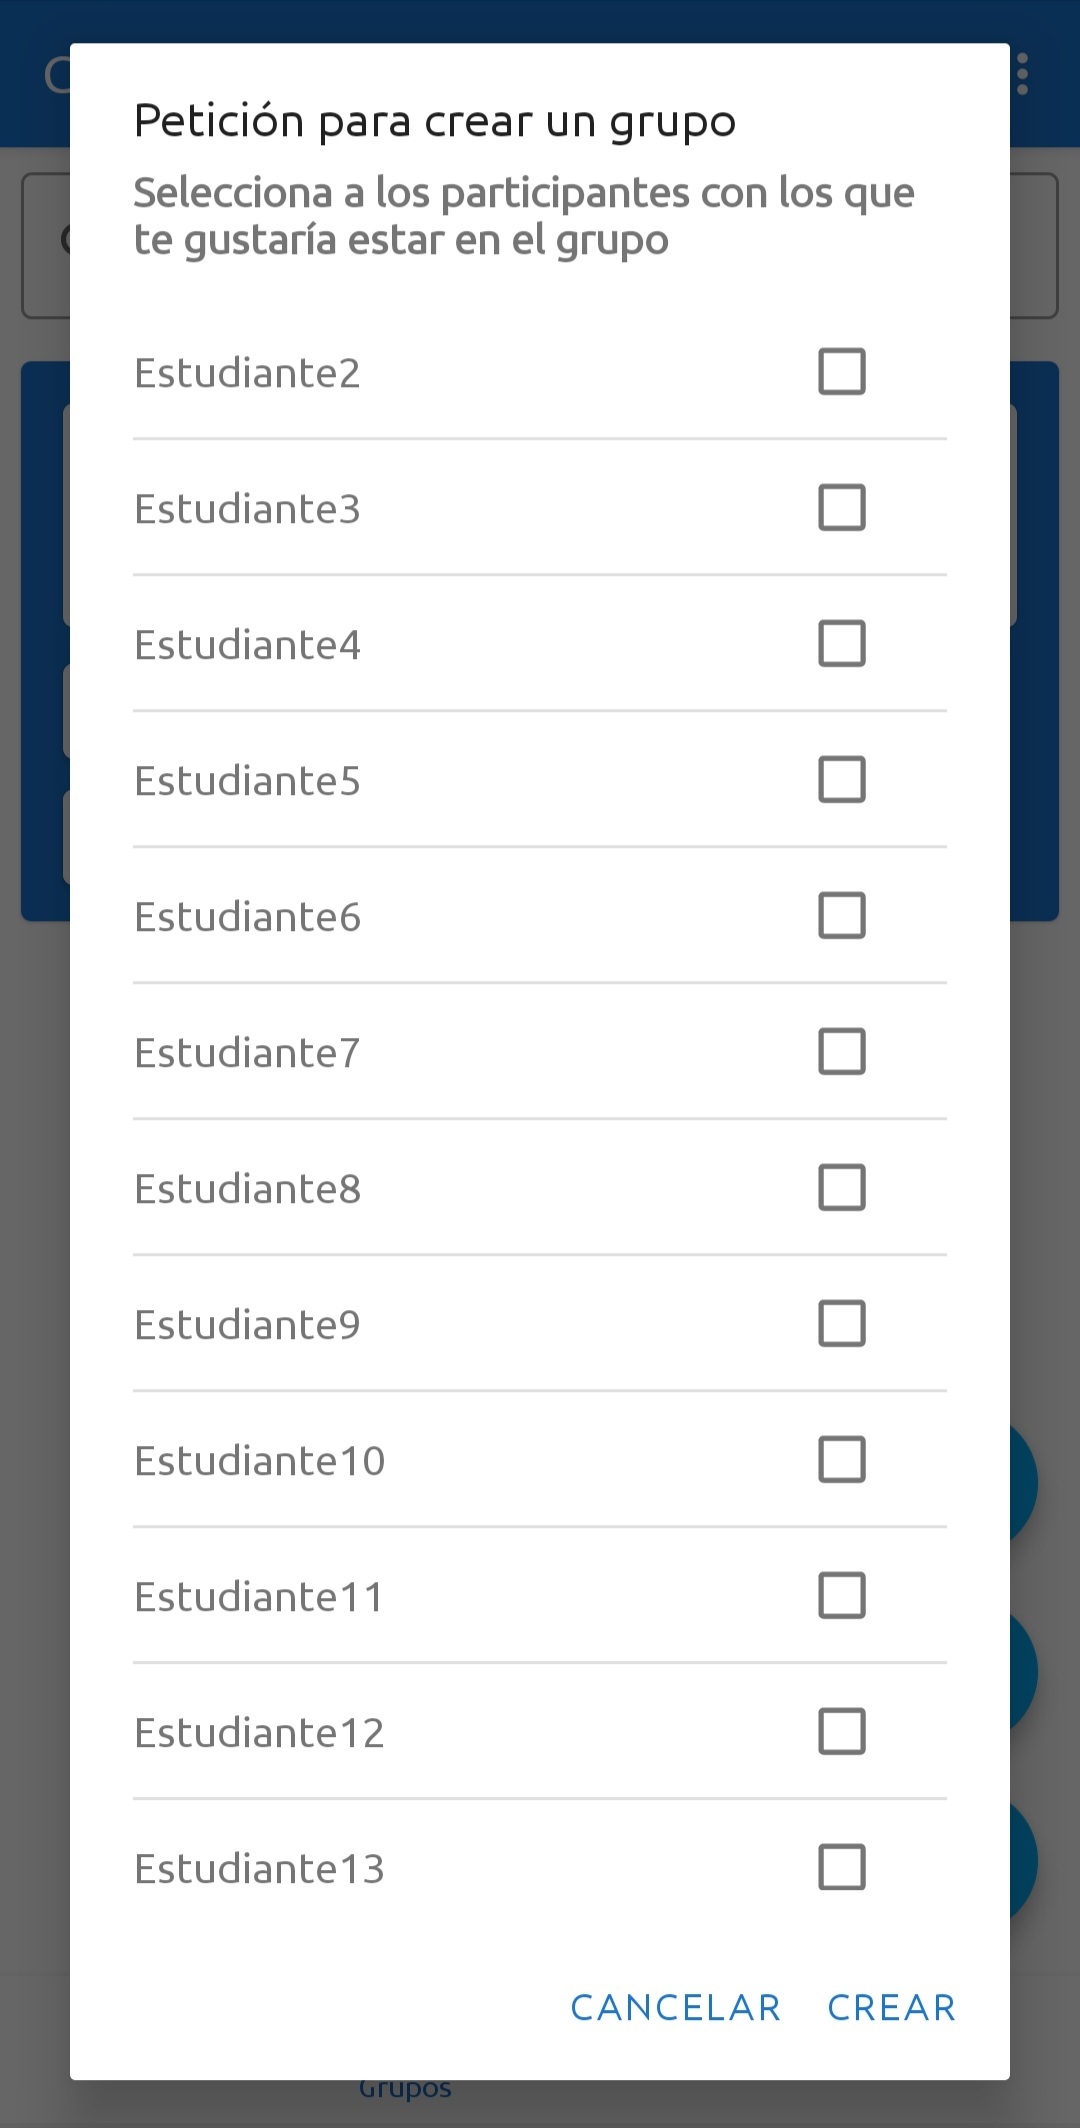 Petición para crear un grupo
Selecciona a los participantes con los que
te gustaría estar en el grupo
Estudiante2
Estudiante3
Estudiante4
Estudiante5
Estudiante6
Estudiante7
Estudiante8
Estudiante9
Estudiante10
Estudiante11
Estudiante12
Estudiante13
CANCELAR CREAR
Grupos